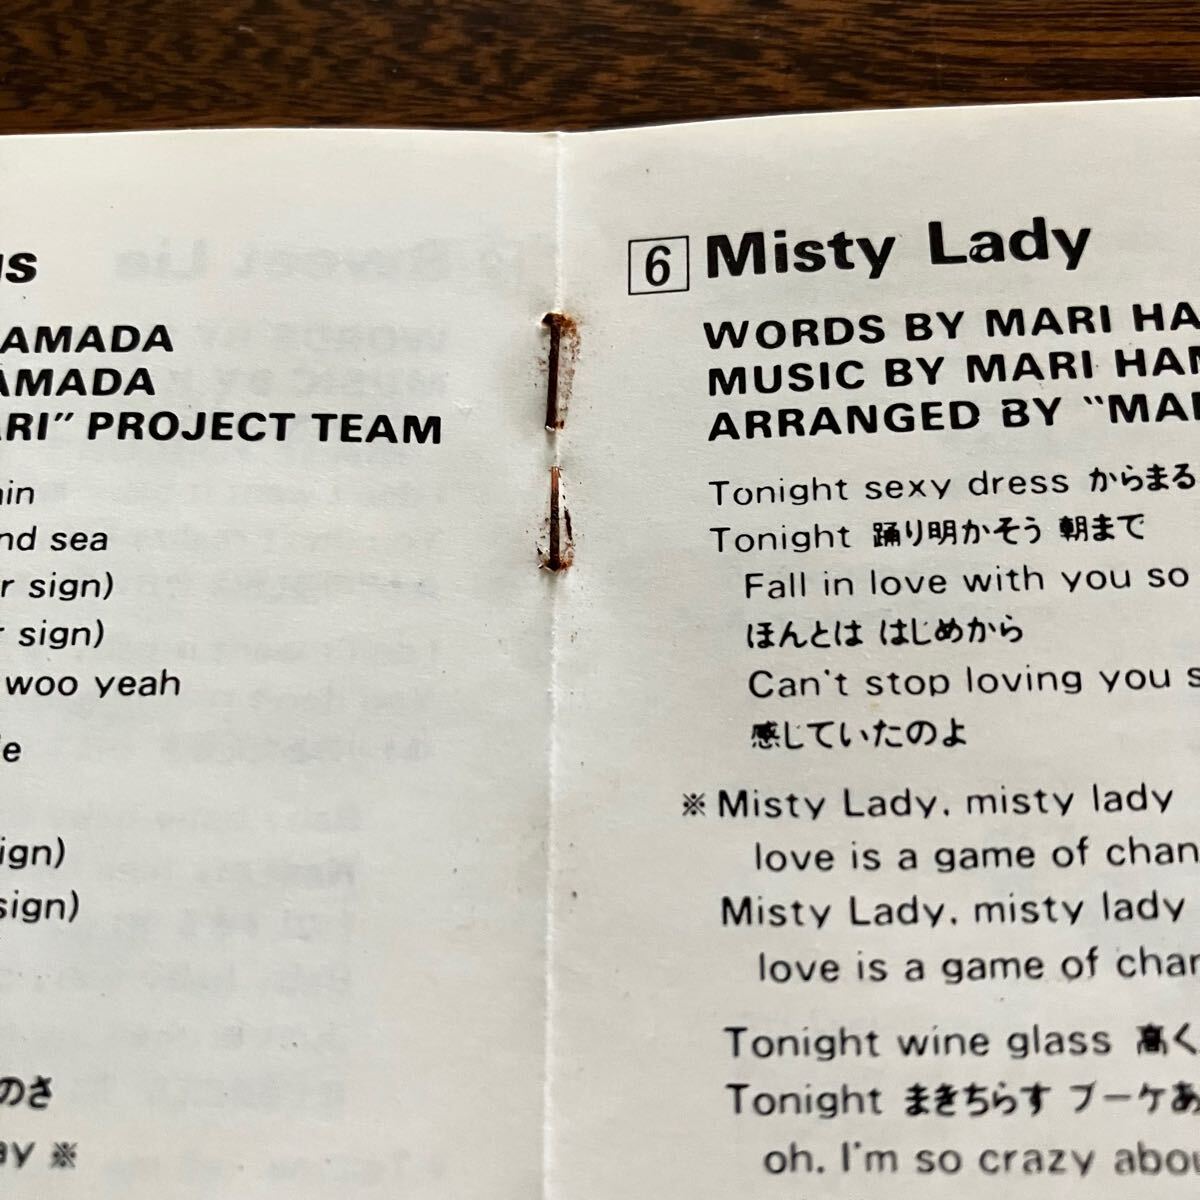 gs
AMADA
AMADA
ARI” PROJECT TEAM
ain
nd sea
r sign)
r sign)
woo yeah
e
ign)
sign)
のさ
ay ※
6 Misty Lady
WORDS BY MARI HA
MUSIC BY MARI HAM
ARRANGED BY “MAR
Tonight sexy dress からまる
Tonight 踊り明かそう 朝まで
Fall in love with you so
ほんとは はじめから
Can't stop loving you s
感じていたのよ
※Misty Lady, misty lady
love is a game of chan
Misty Lady, misty lady
love is a game of chan
Tonight wine glass 高く
Tonight まきちらす ブーケあ
oh, I'm so crazy abou